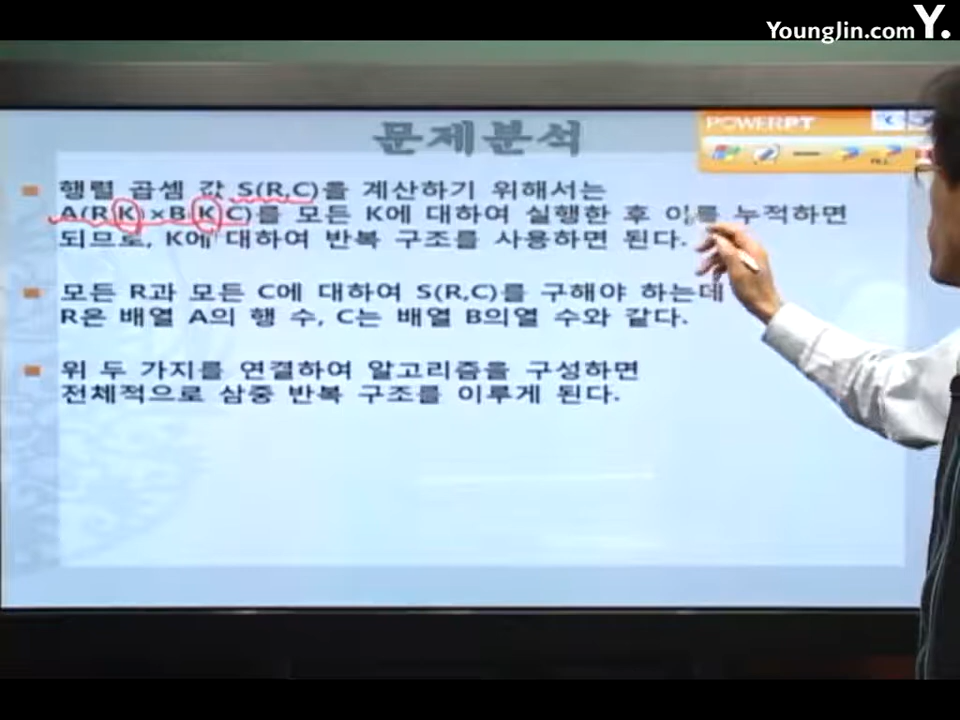 YoungJin.com Y.
문제분석
POWERPT
행렬 곱셈 값 S(R,C)을 계산하기 위해서는
A(R K)×B(K C)를 모든 K에 대하여 실행한 후 이를 누적하면
되므로, K에 대하여 반복 구조를 사용하면 된다.
모든 R과 모든 C에 대하여 S(R,C)를 구해야 하는데
R은 배열 A의 행 수, C는 배열 B의열 수와 같다.
위 두 가지를 연결하여 알고리즘을 구성하면
전체적으로 삼중 반복 구조를 이루게 된다.